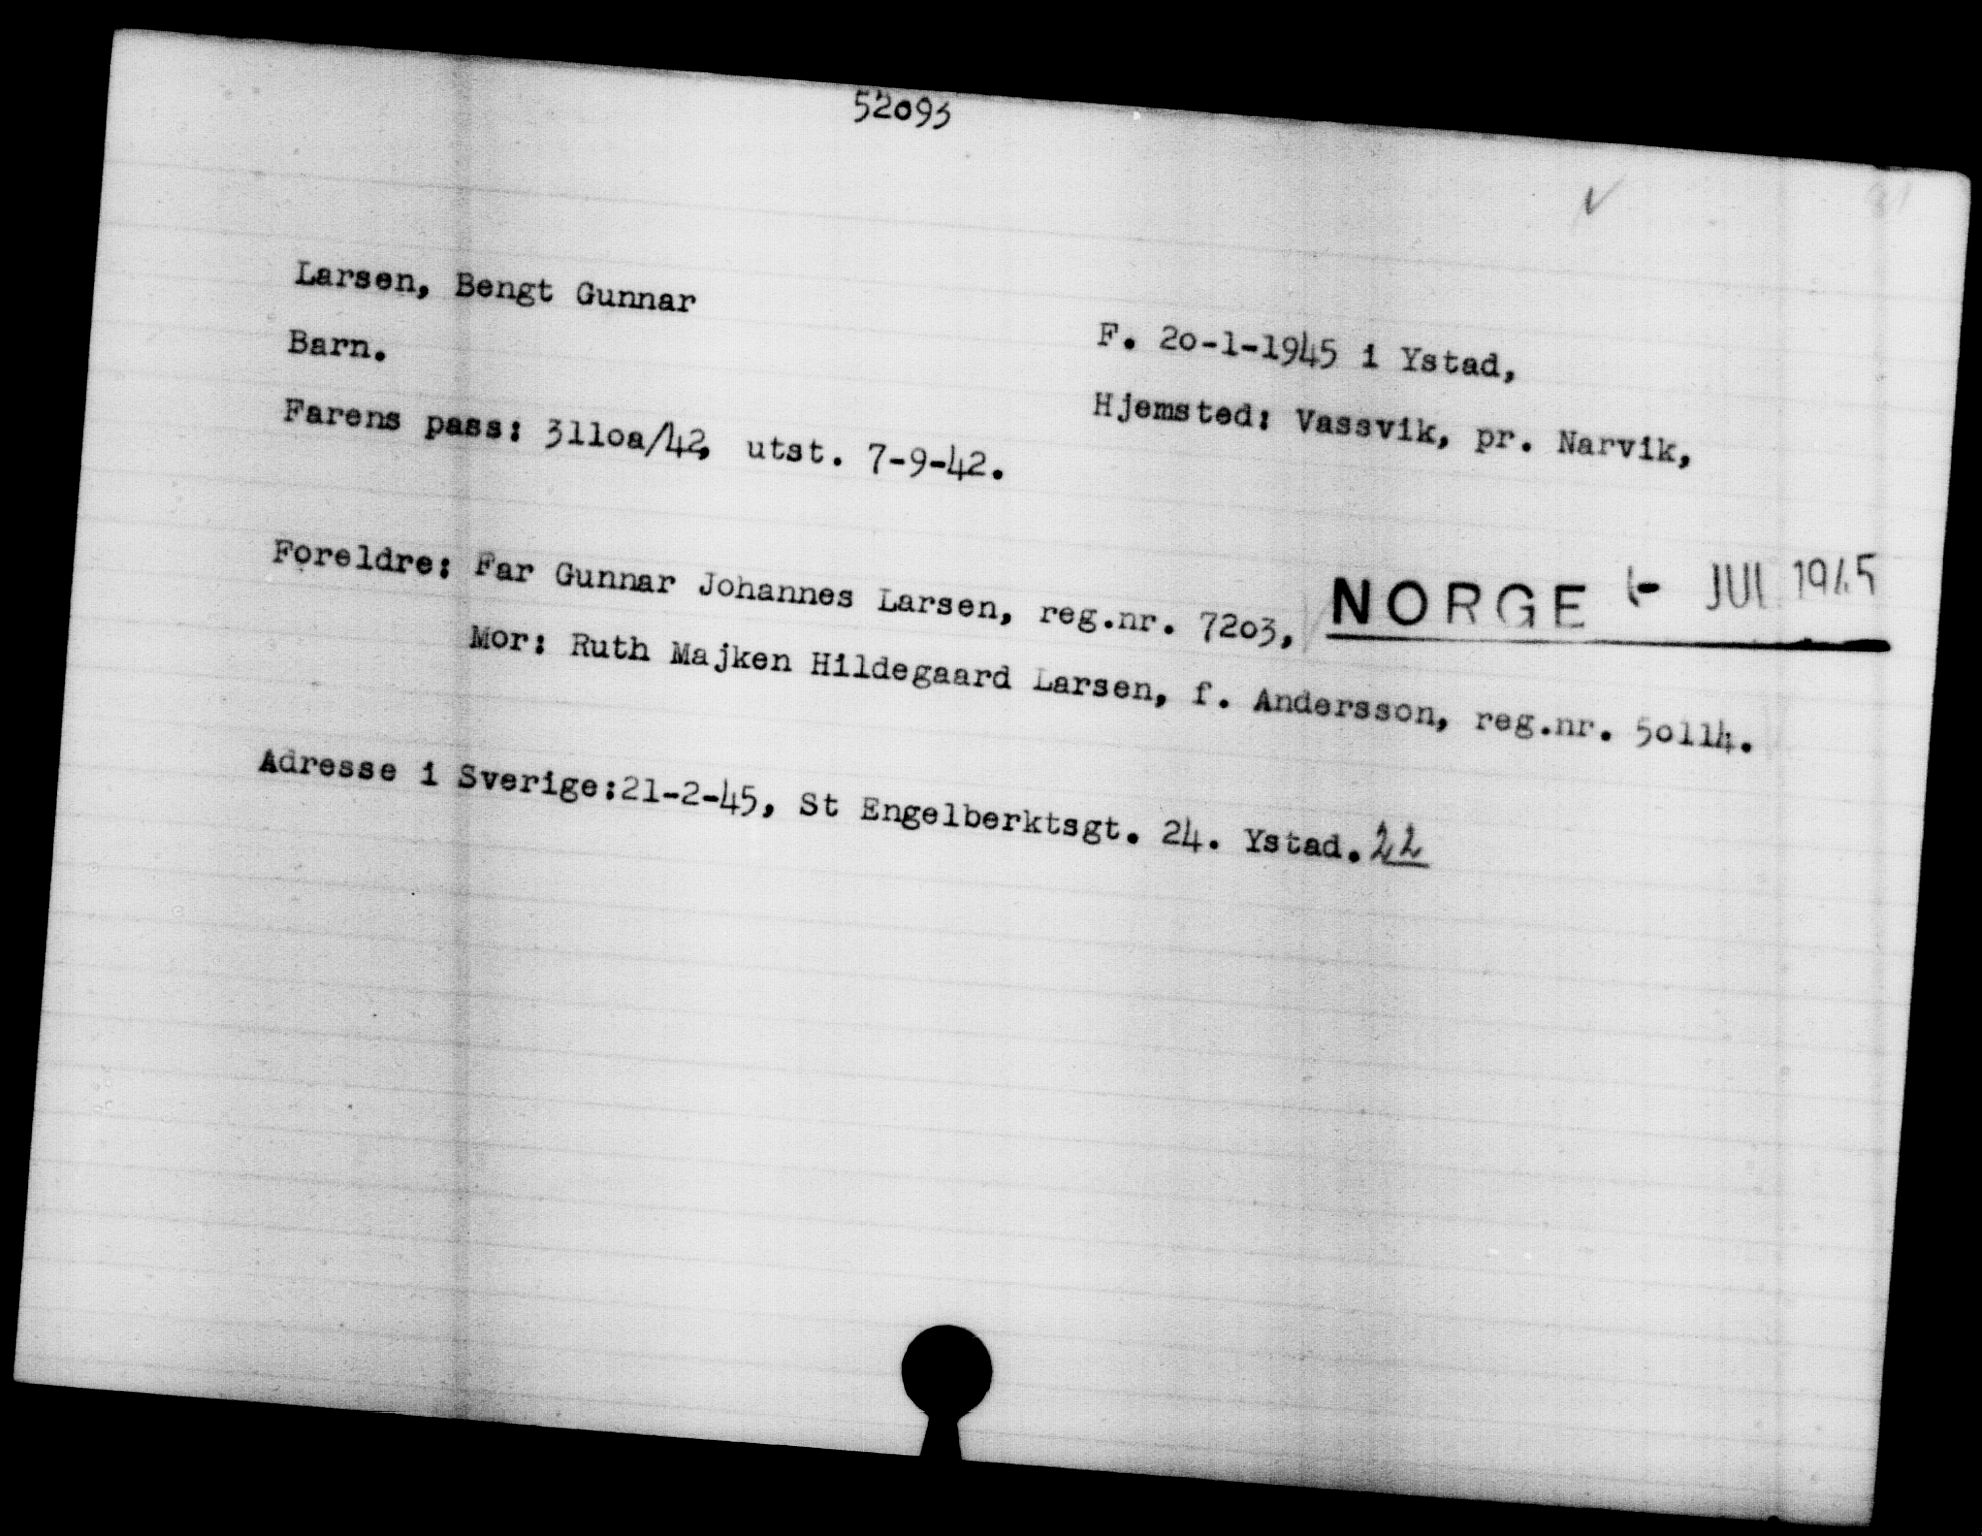 52093
Larsen, Bengt Gunnar
F. 20-1-1945 i Ystad,
Barn.
Hjemsted: Vassvik, pr. Narvik,
Farens pass: 3110a/42, utst. 7-9-42.
Foreldre: Far Gunnar Johannes Larsen, reg.nr. 7203,
NORGE - JUL 1945
Mor: Ruth Majken Hildegaard Larsen, f. Andersson, reg.nr. 50114.
Adresse i Sverige:21-2-45, St Engelberktsgt. 24. Ystad. 22